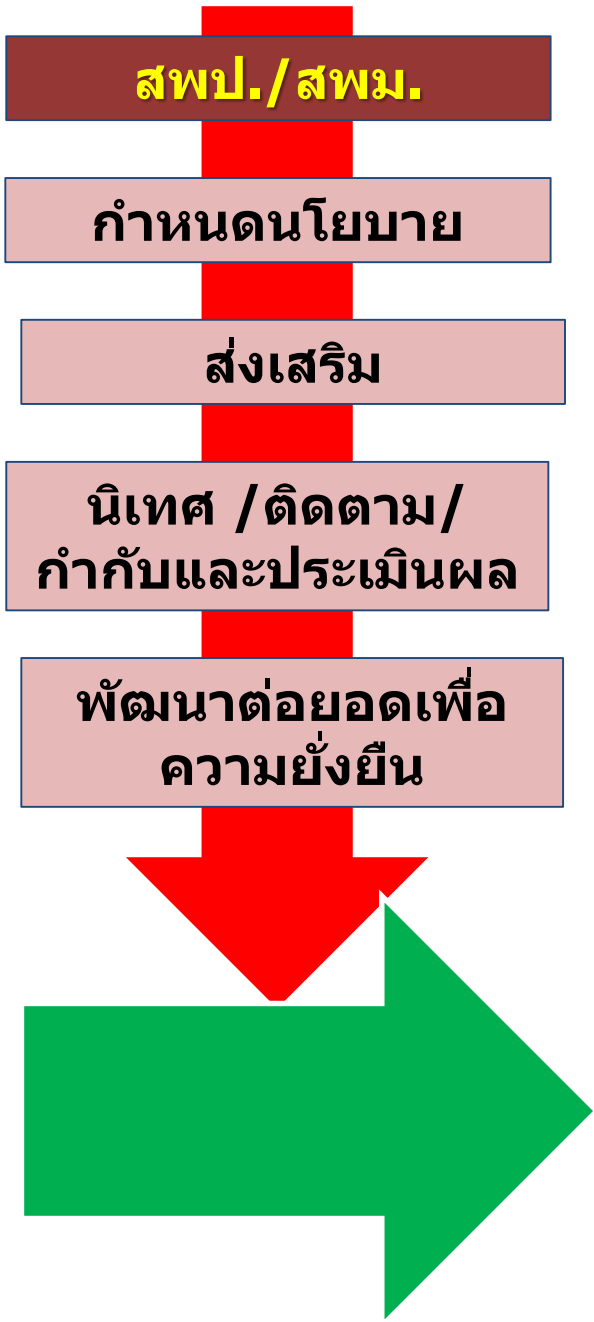 สพป./สพม.
กำหนดนโยบาย
ส่งเสริม
นิเทศ /ติดตาม/
กำกับและประเมินผล
พัฒนาต่อยอดเพื่อ
ความยั่งยืน